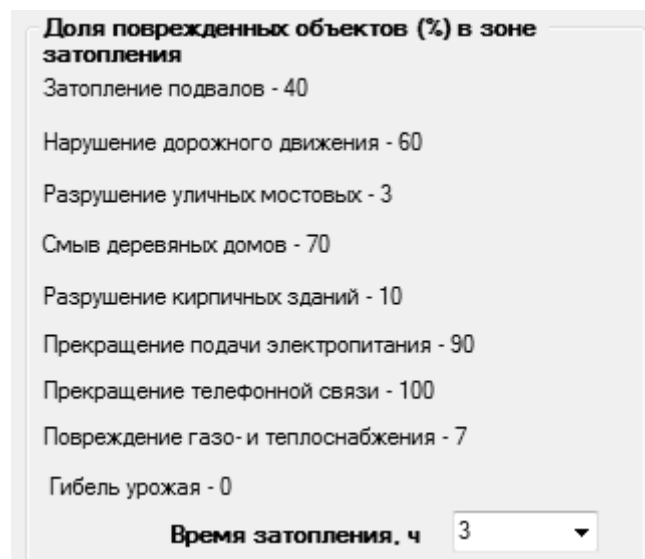 Доля поврежденных объектов (%) в зоне
затопления
Затопление подвалов - 40
Нарушение дорожного движения - 60
Разрушение уличных мостовых - 3
Смыв деревяных домов - 70
Разрушение кирпичных зданий - 10
Прекращение подачи электропитания - 90
Прекращение телефонной связи - 100
Повреждение газо- и теплоснабжения - 7
Гибель урожая - 0
Время затопления, ч 3